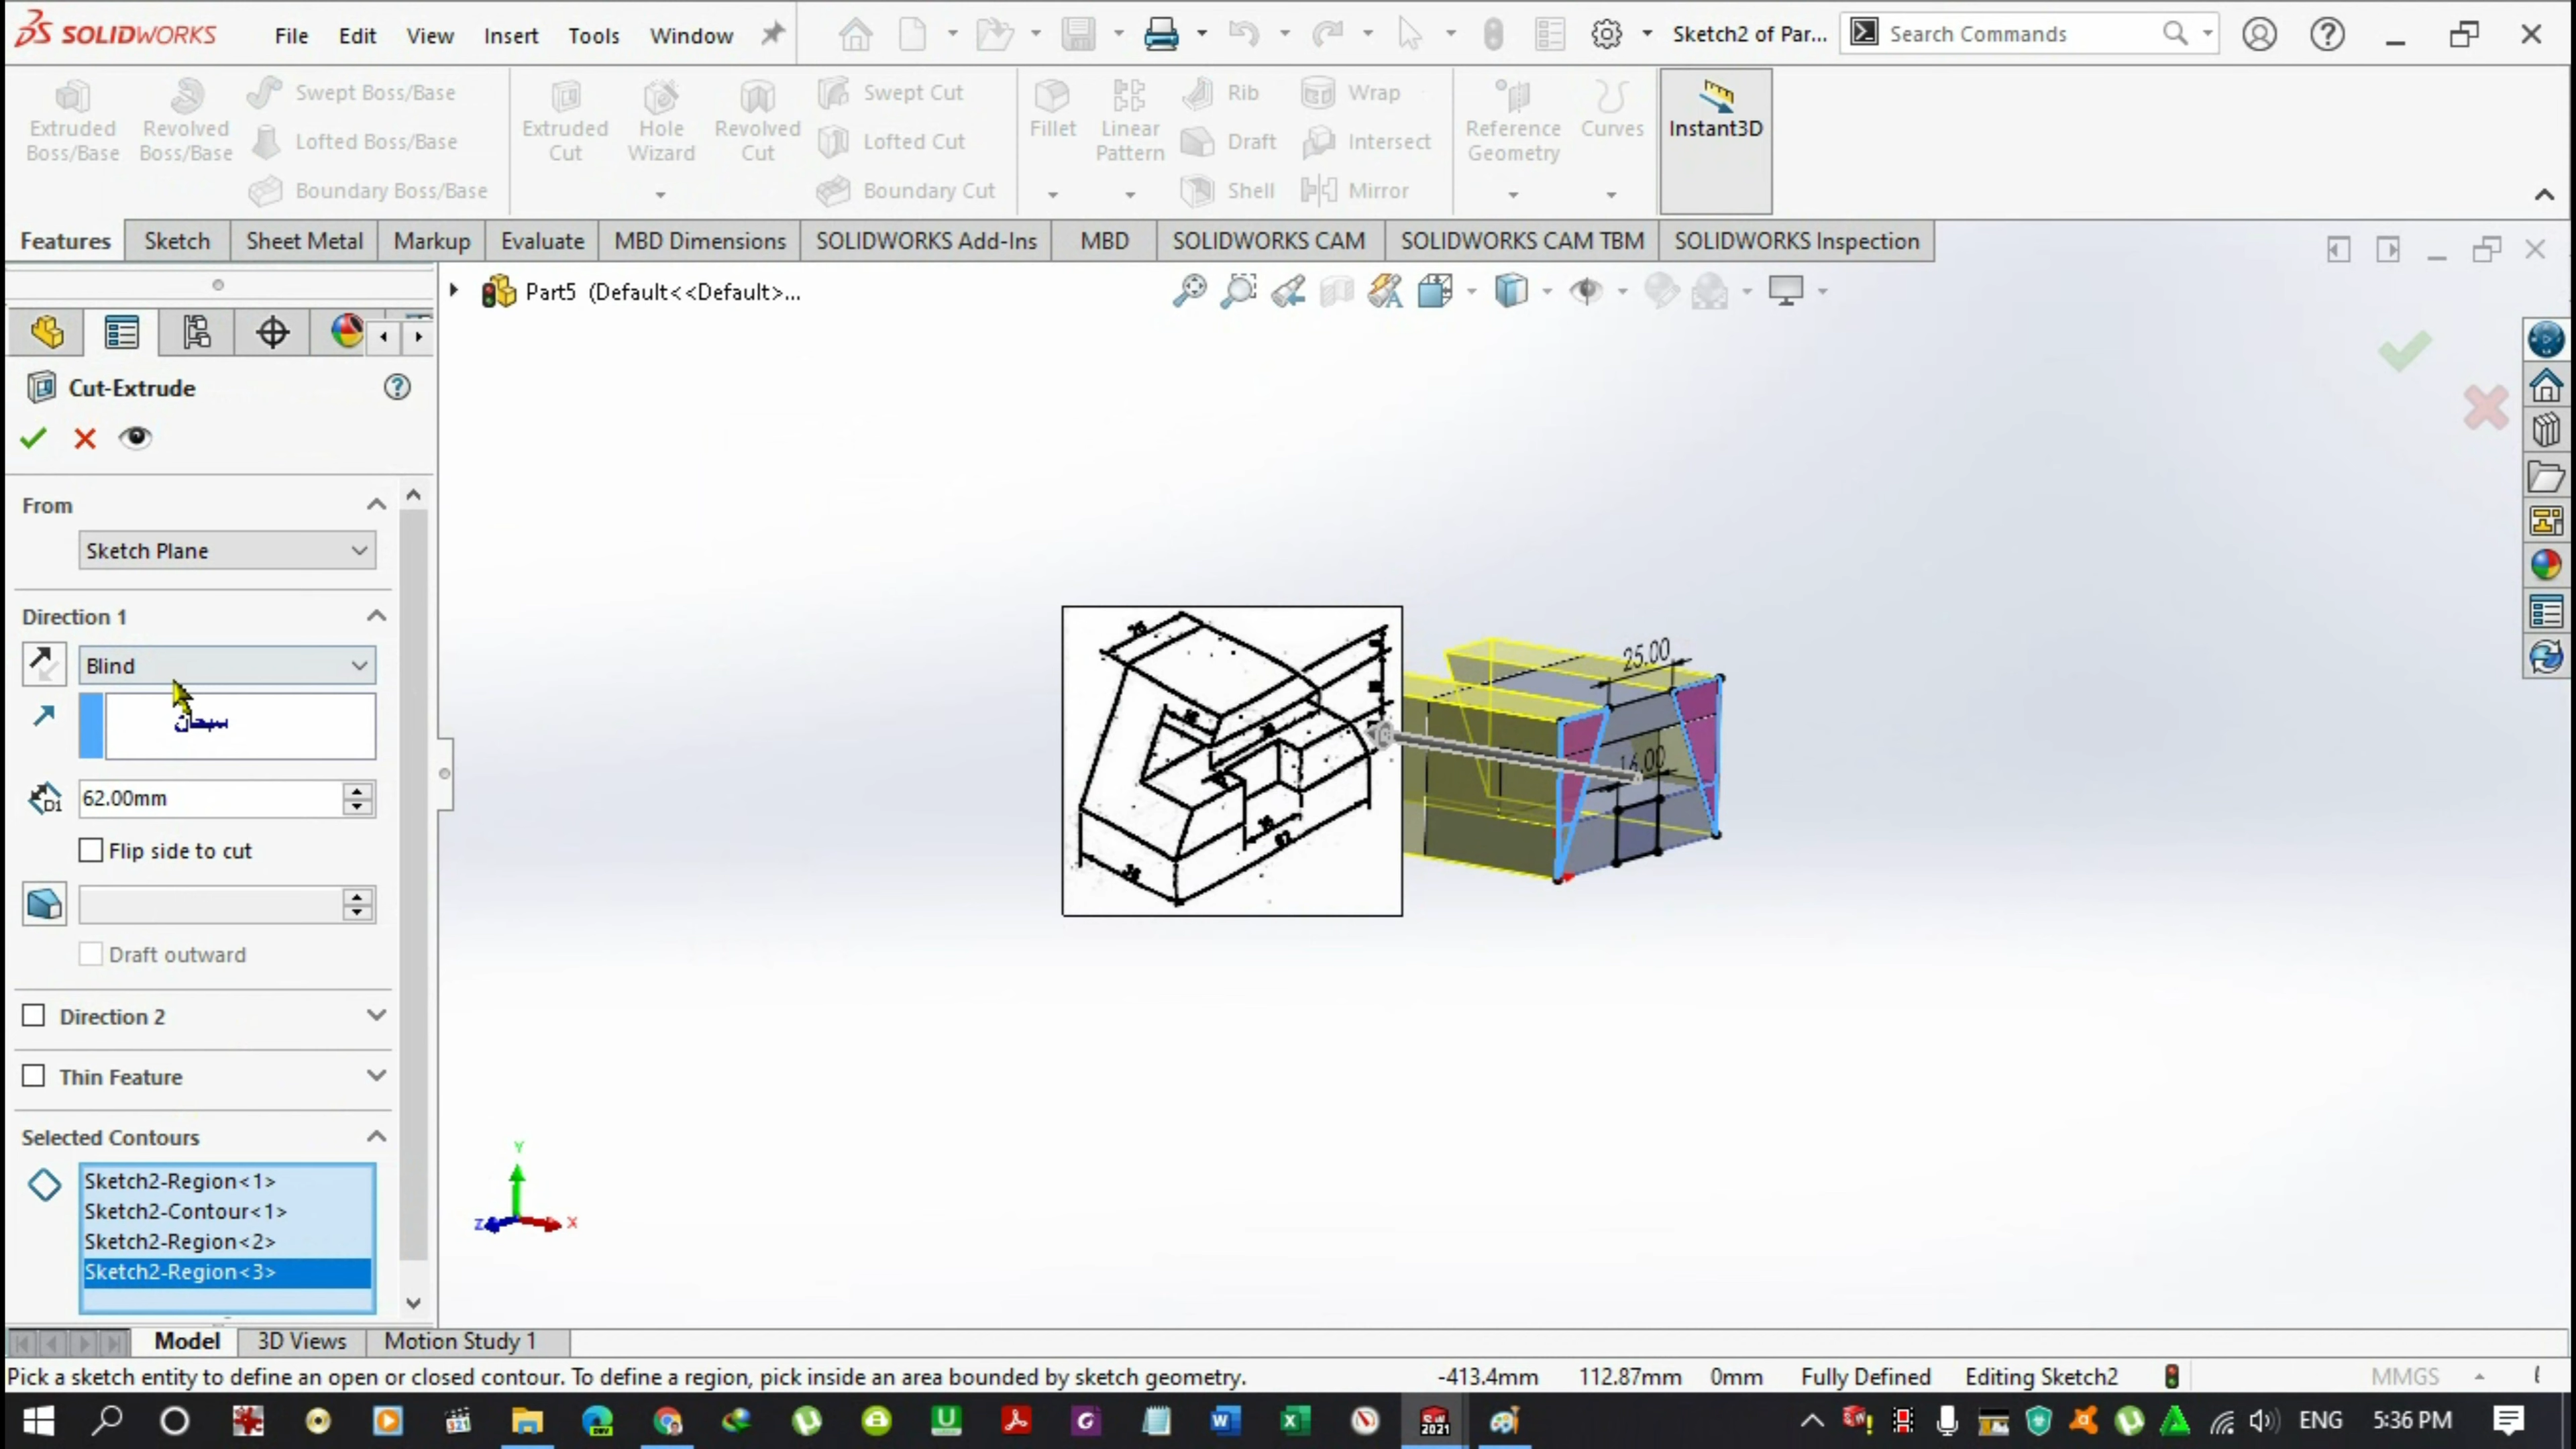 SOLIDWORKS File Edit View Insert Tools Window Sketch2 of Par... Search Commands
Extruded Boss/Base
Revolved Boss/Base
Swept Boss/Base
Lofted Boss/Base
Boundary Boss/Base
Extruded Cut
Hole Wizard
Revolved Cut
Swept Cut
Lofted Cut
Boundary Cut
Fillet
Linear Pattern
Rib
Draft
Shell
Wrap
Intersect
Mirror
Reference Geometry
Curves
Instant3D
Features Sketch Sheet Metal Markup Evaluate MBD Dimensions SOLIDWORKS Add-Ins MBD SOLIDWORKS CAM SOLIDWORKS CAM TBM SOLIDWORKS Inspection
Part5 (Default<<Default>...
Cut-Extrude
From
Sketch Plane
Direction 1
Blind
62.00mm
Flip side to cut
Draft outward
Direction 2
Thin Feature
Selected Contours
Sketch2-Region<1>
Sketch2-Contour<1>
Sketch2-Region<2>
Sketch2-Region<3>
25.00
16.00
Y
Z X
Model 3D Views Motion Study 1
Pick a sketch entity to define an open or closed contour. To define a region, pick inside an area bounded by sketch geometry. -413.4mm 112.87mm 0mm Fully Defined Editing Sketch2 MMGS
ENG 5:36 PM